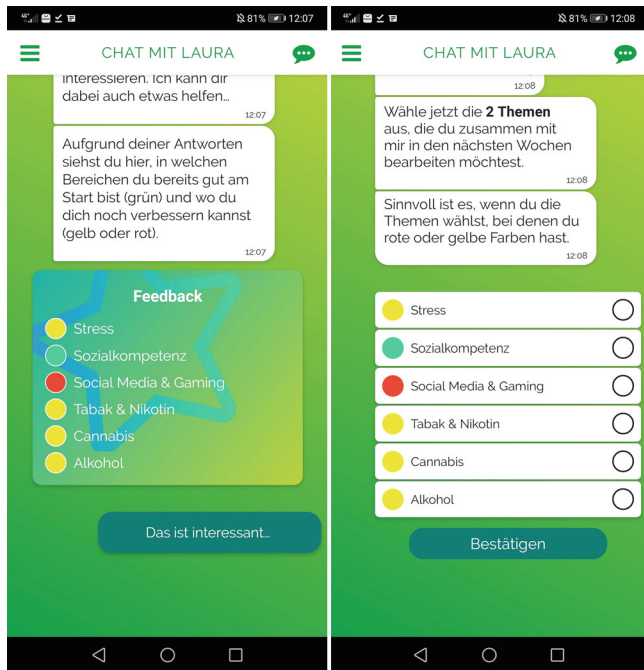 81% 12:07
CHAT MIT LAURA
interessieren. Ich kann dir
dabei auch etwas helfen...
12:07
Aufgrund deiner Antworten
siehst du hier, in welchen
Bereichen du bereits gut am
Start bist (grün) und wo du
dich noch verbessern kannst
(gelb oder rot).
12:07
Feedback
Stress
Sozialkompetenz
Social Media & Gaming
Tabak & Nikotin
Cannabis
Alkohol
Das ist interessant...
81% 12:08
CHAT MIT LAURA
12:08
Wähle jetzt die 2 Themen
aus, die du zusammen mit
mir in den nächsten Wochen
bearbeiten möchtest.
12:08
Sinnvoll ist es, wenn du die
Themen wählst, bei denen du
rote oder gelbe Farben hast.
12:08
Stress
Sozialkompetenz
Social Media & Gaming
Tabak & Nikotin
Cannabis
Alkohol
Bestätigen